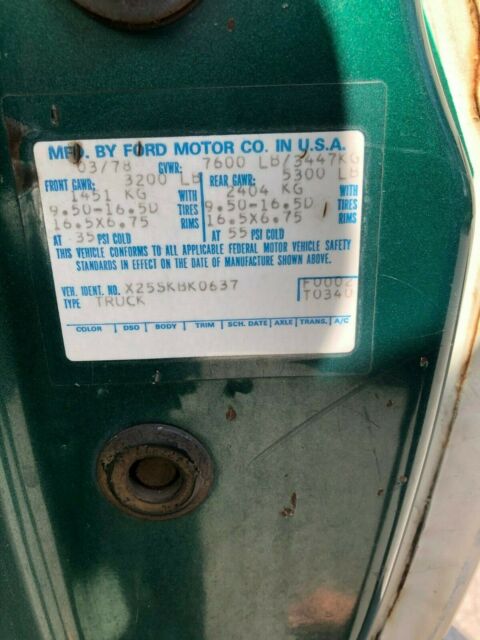 MFD. BY FORD MOTOR CO. IN U.S.A.
03/78 GVWR: 7600 LB/3447KG
FRONT GAWR: 3200 LB REAR GAWR: 5300 LB
1451 KG WITH 2404 KG WITH
9.50-16.5D TIRES 9.50-16.5D TIRES
16.5X6.75 RIMS 16.5X6.75 RIMS
AT 35 PSI COLD AT 55 PSI COLD
THIS VEHICLE CONFORMS TO ALL APPLICABLE FEDERAL MOTOR VEHICLE SAFETY
STANDARDS IN EFFECT ON THE DATE OF MANUFACTURE SHOWN ABOVE.
VEH. IDENT. NO. X25SKBK0637 F0002
TYPE TRUCK T0340
COLOR DSO BODY TRIM SCH. DATE AXLE TRANS. A/C